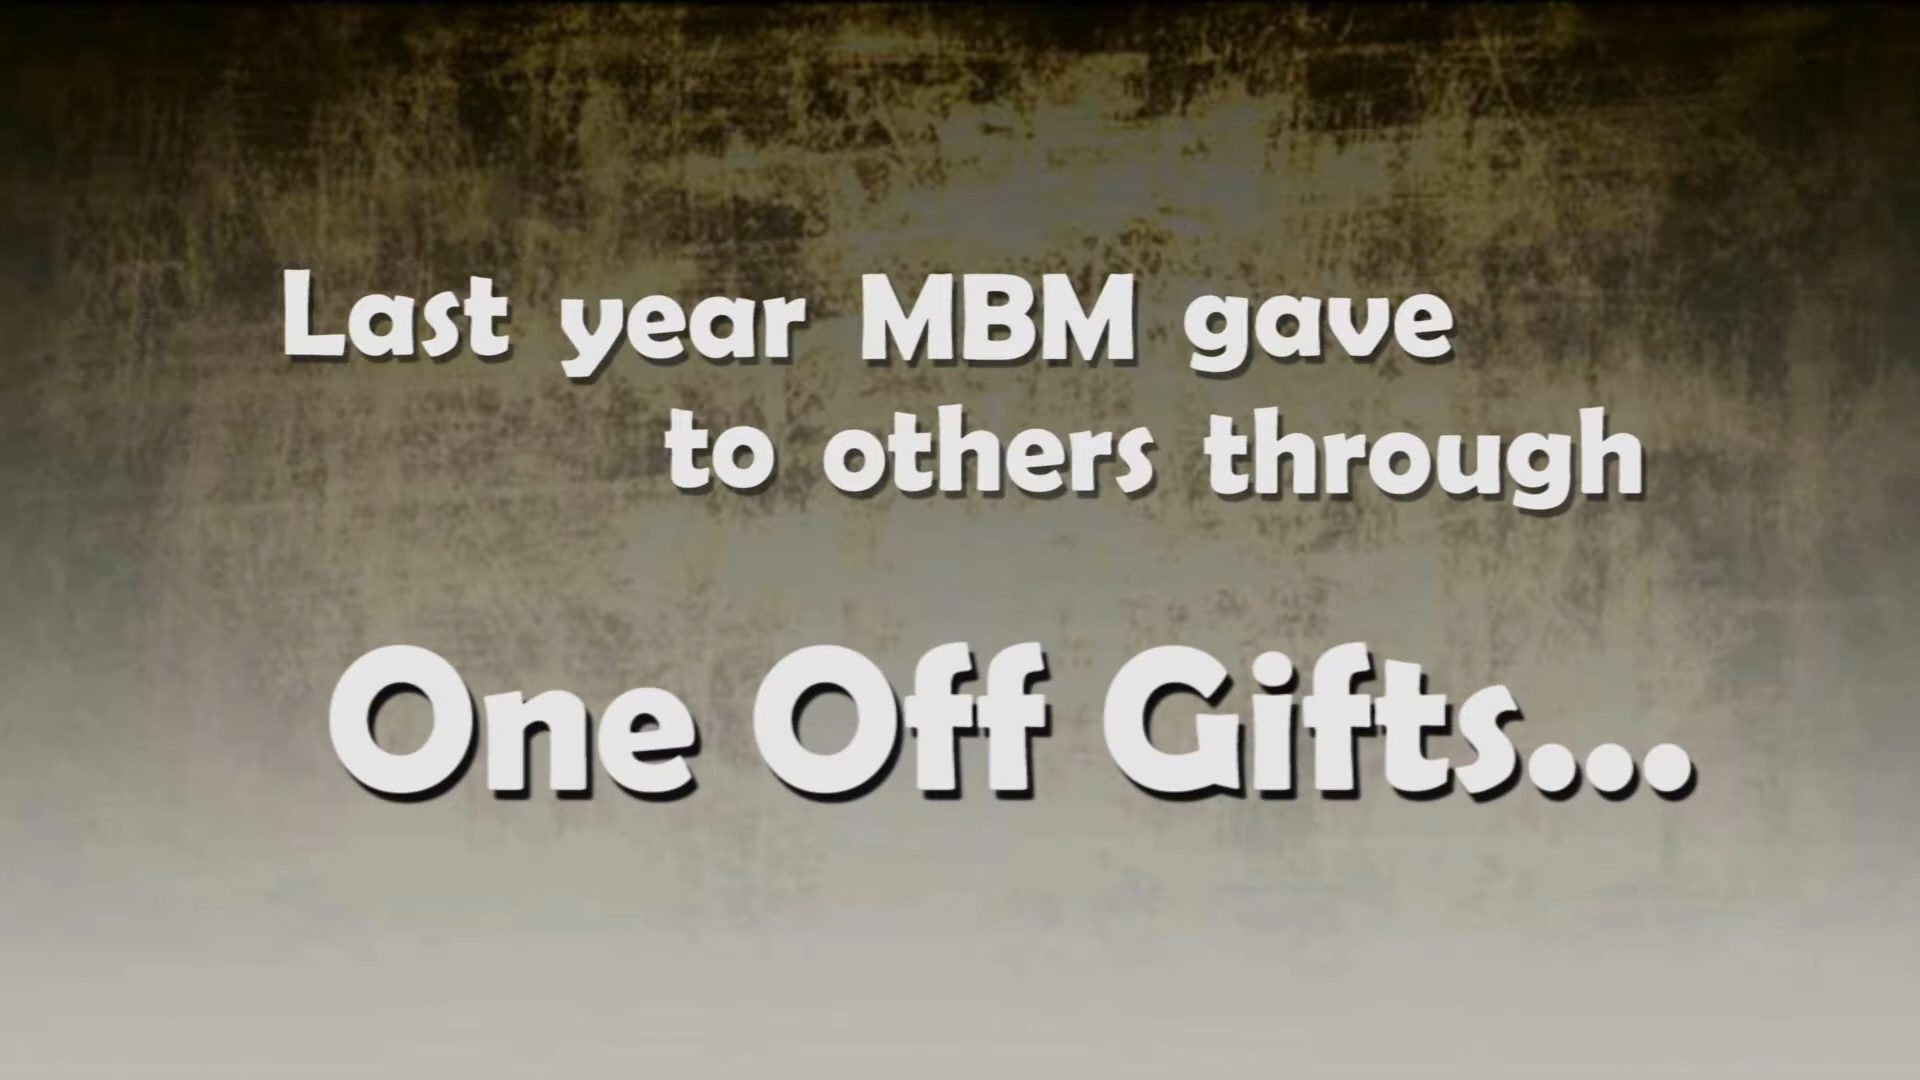 Last year MBM gave
to others through
One Off Gifts...